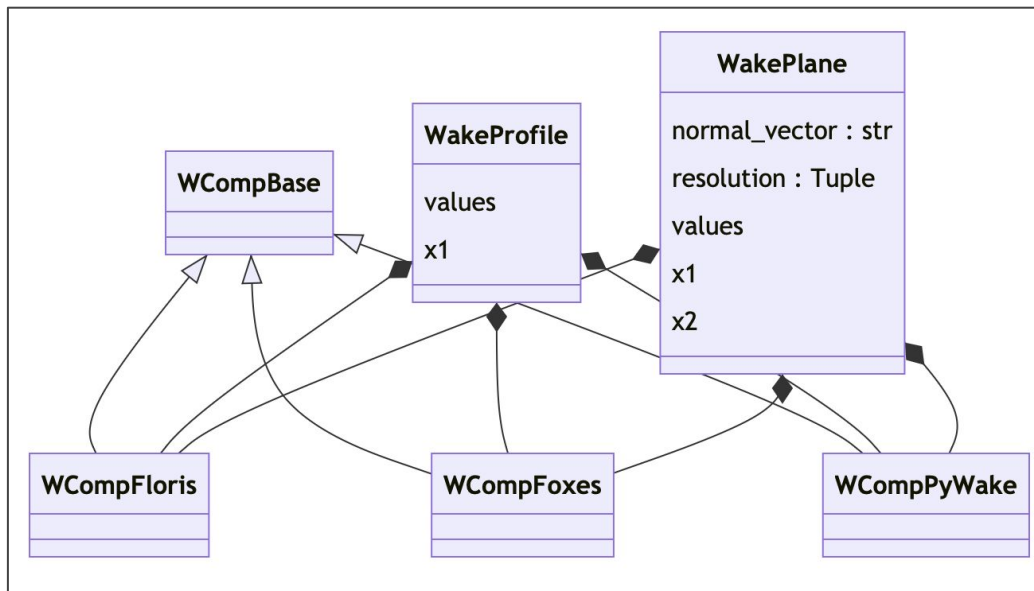 WakePlane
normal_vector : str
resolution : Tuple
values
x1
x2
WakeProfile
values
x1
WCompBase
WCompFloris
WCompFoxes
WCompPyWake